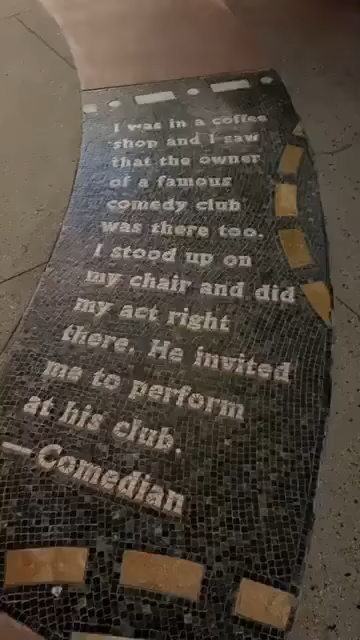 I was in a coffee
shop and I saw
that the owner
of a famous
comedy club
was there too.
I stood up on
my chair and did
my act right
there. He invited
me to perform
at his club.
— Comedian